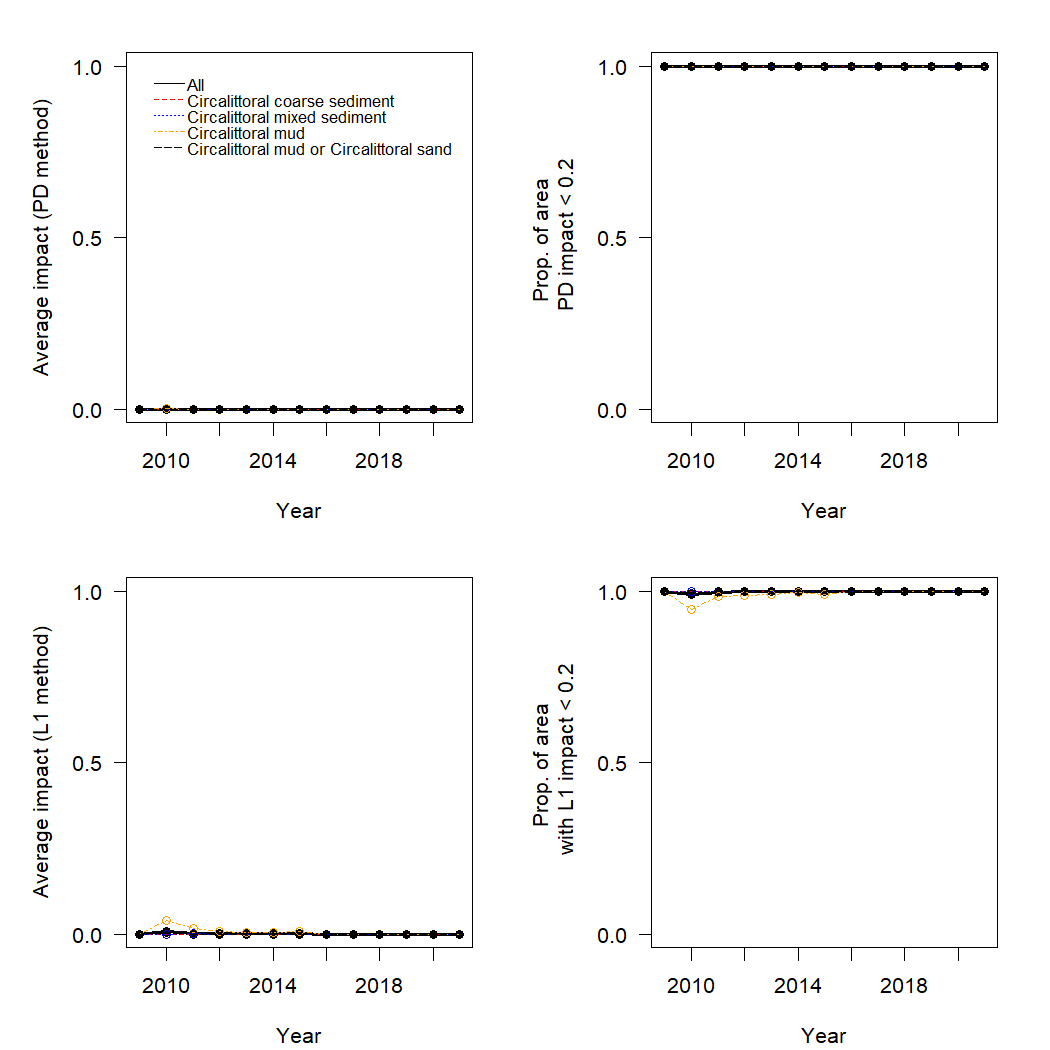 Average impact (PD method)
1.0
0.5
0.0
All
Circalittoral coarse sediment
Circalittoral mixed sediment
Circalittoral mud
Circalittoral mud or Circalittoral sand
2010
2014
2018
Year
Prop. of area
PD impact < 0.2
1.0
0.5
0.0
2010
2014
2018
Year
Average impact (L1 method)
1.0
0.5
0.0
2010
2014
2018
Year
Prop. of area
with L1 impact < 0.2
1.0
0.5
0.0
2010
2014
2018
Year